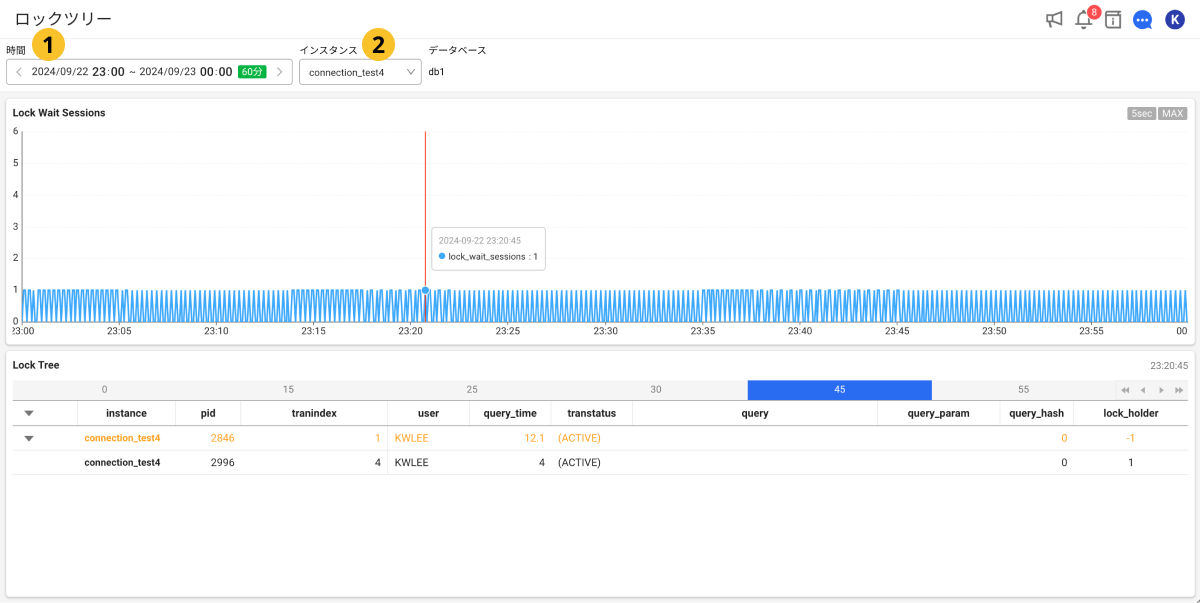 ロックツリー
8
K
時間
1
インスタンス
2
データベース
2024/09/22 23:00 ~ 2024/09/23 00:00 60分
connection_test4
db1
Lock Wait Sessions
5sec MAX
6
5
4
3
2
1
0
2024-09-22 23:20:45
lock_wait_sessions : 1
23:00 23:05 23:10 23:15 23:20 23:25 23:30 23:35 23:40 23:45 23:50 23:55 00
Lock Tree
23:20:45
0 15 25 30 45 55
instance pid tranindex user query_time transtatus query query_param query_hash lock_holder
connection_test4 2846 1 KWLEE 12.1 (ACTIVE) 0 -1
connection_test4 2996 4 KWLEE 4 (ACTIVE) 0 1